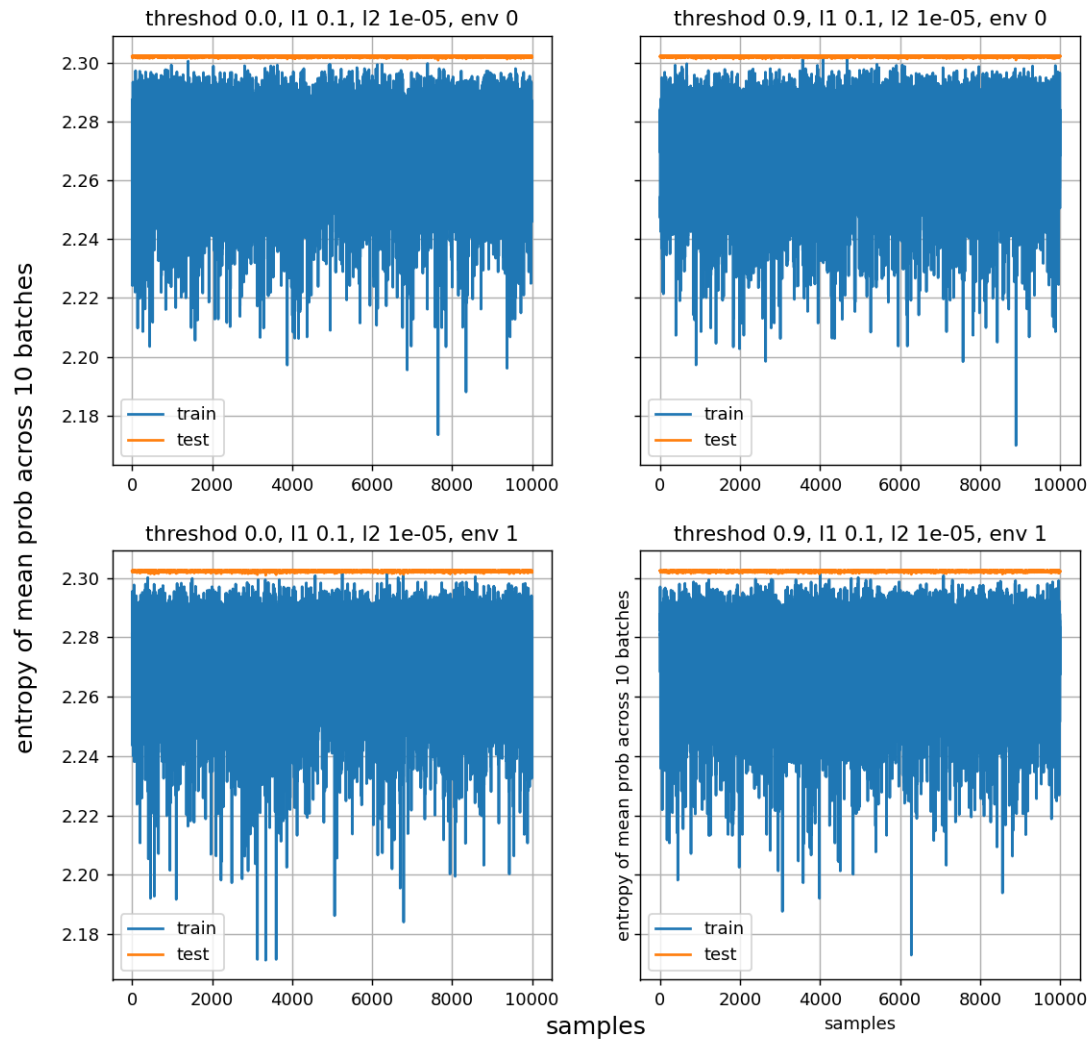 threshod 0.0, l1 0.1, l2 1e-05, env 0
2.30
2.28
2.26
2.24
2.22
2.20
2.18
train
test
0 2000 4000 6000 8000 10000
threshod 0.9, l1 0.1, l2 1e-05, env 0
train
test
0 2000 4000 6000 8000 10000
entropy of mean prob across 10 batches
threshod 0.0, l1 0.1, l2 1e-05, env 1
2.30
2.28
2.26
2.24
2.22
2.20
2.18
train
test
0 2000 4000 6000 8000 10000
threshod 0.9, l1 0.1, l2 1e-05, env 1
entropy of mean prob across 10 batches
train
test
0 2000 4000 6000 8000 10000
samples
samples